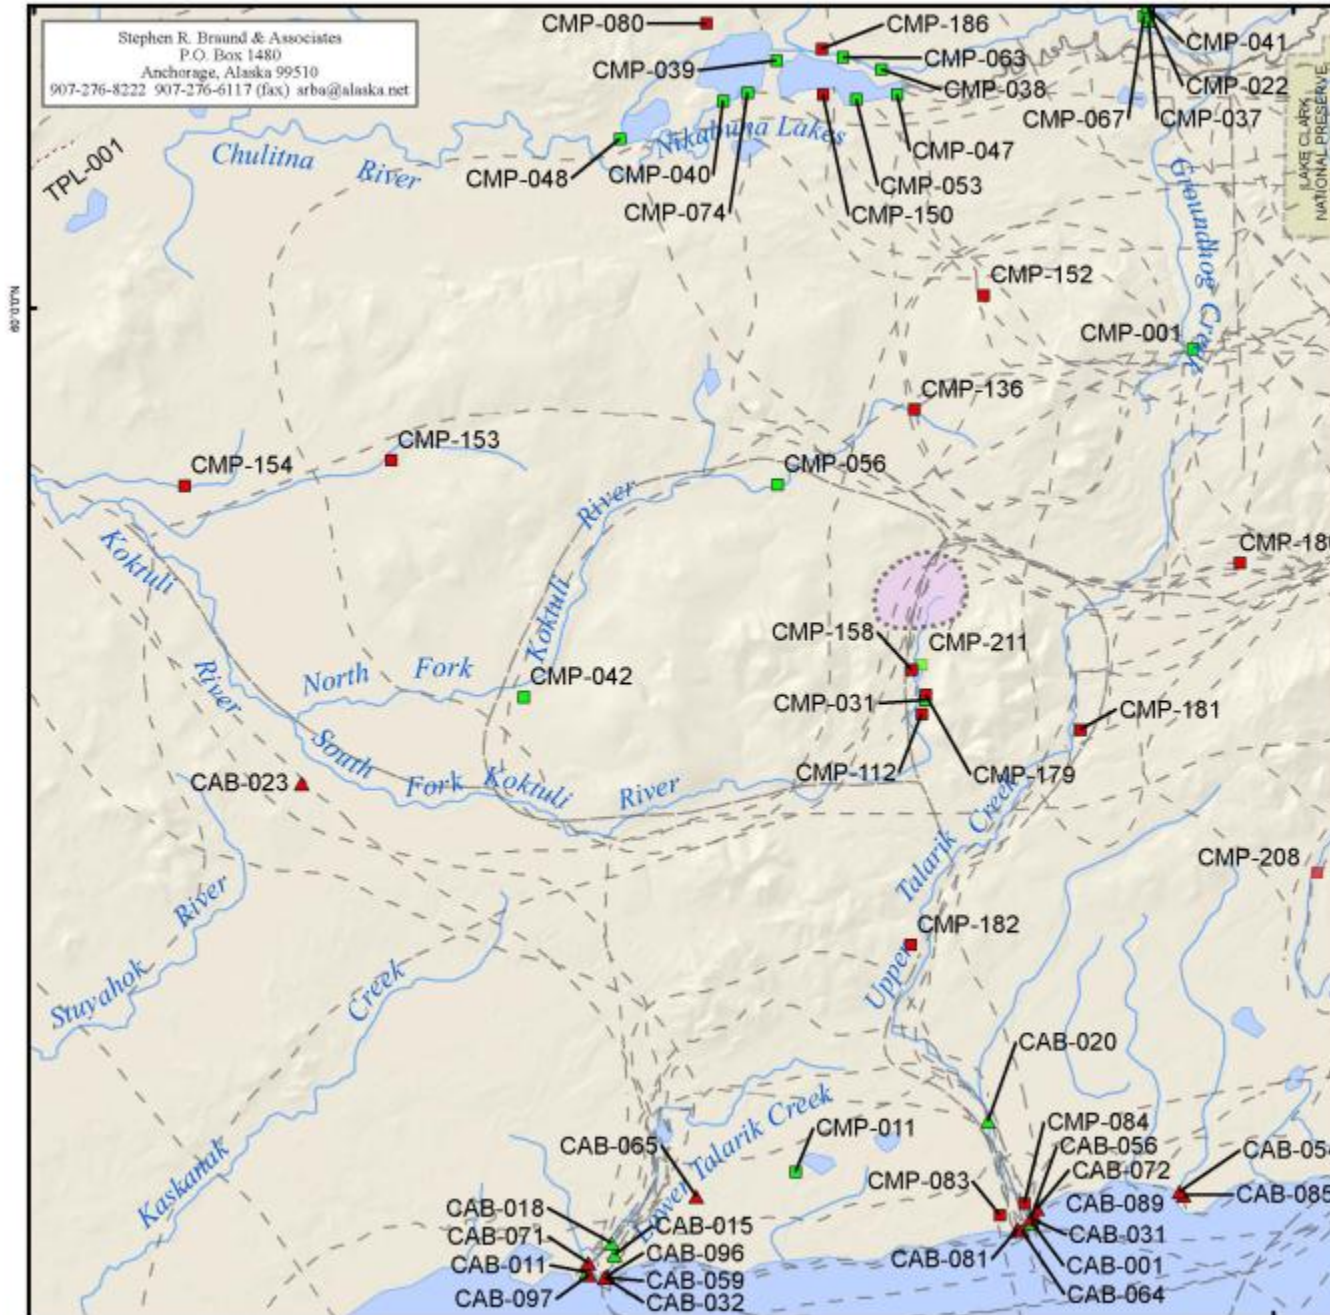 Stephen R. Braund & Associates
P.O. Box 1480
Anchorage, Alaska 99510
907-276-8222 907-276-6117 (fax) srba@alaska.net
CMP-080
CMP-186
CMP-041
CMP-039
CMP-063
CMP-022
CMP-038
CMP-067
CMP-037
LAKE CLARK
NATIONAL PRESERVE
TPL-001
Chulitna River
Nikabuna Lakes
CMP-048
CMP-040
CMP-047
CMP-053
CMP-074
CMP-150
Groundhog Creek
CMP-152
CMP-001
CMP-136
CMP-153
CMP-154
CMP-056
Koktuli River
North Fork Koktuli River
CMP-18
CMP-158
CMP-211
CMP-042
CMP-031
CMP-181
CMP-112
CMP-179
CAB-023
South Fork Koktuli River
Upper Talarik Creek
CMP-208
CMP-182
Stuyahok River
Kaskanak Creek
CAB-020
Lower Talarik Creek
CMP-011
CMP-084
CAB-056
CAB-065
CAB-072
CAB-054
CMP-083
CAB-089
CAB-085
CAB-018
CAB-015
CAB-031
CAB-071
CAB-096
CAB-081
CAB-001
CAB-011
CAB-059
CAB-064
CAB-097
CAB-032